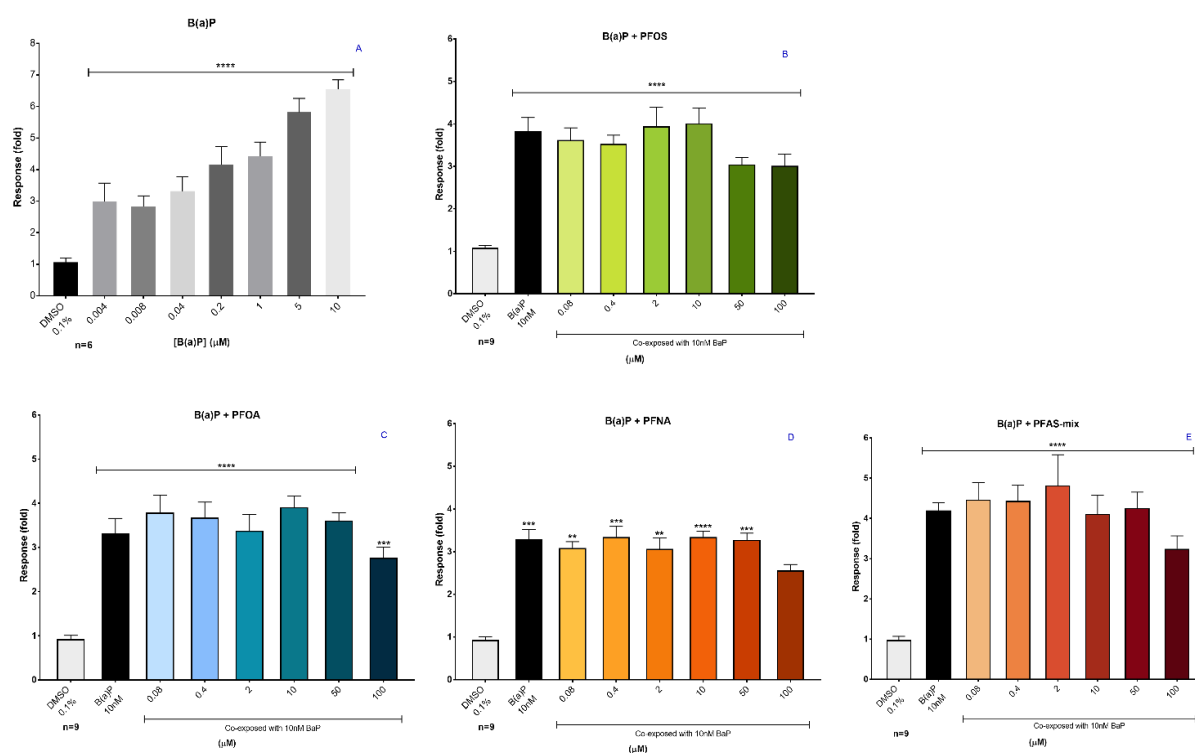 B(a)P
A
****
Response (fold)
8
7
6
5
4
3
2
1
0
DMSO
0.1%
0.004
0.008
0.04
0.2
1
5
10
n=6
[B(a)P] (μM)
B(a)P + PFOS
B
****
Response (fold)
6
5
4
3
2
1
0
DMSO
0.1%
B(a)P
10nM
0.08
0.4
2
10
50
100
n=9
Co-exposed with 10nM BaP
(μM)
B(a)P + PFOA
C
****
***
Response (fold)
6
5
4
3
2
1
0
DMSO
0.1%
B(a)P
10nM
0.08
0.4
2
10
50
100
n=9
Co-exposed with 10nM BaP
(μM)
B(a)P + PFNA
D
***
**
***
**
****
***
Response (fold)
6
5
4
3
2
1
0
DMSO
0.1%
B(a)P
10nM
0.08
0.4
2
10
50
100
n=9
Co-exposed with 10nM BaP
(μM)
B(a)P + PFAS-mix
E
****
Response (fold)
6
5
4
3
2
1
0
DMSO
0.1%
B(a)P
10nM
0.08
0.4
2
10
50
100
n=9
Co-exposed with 10nM BaP
(μM)